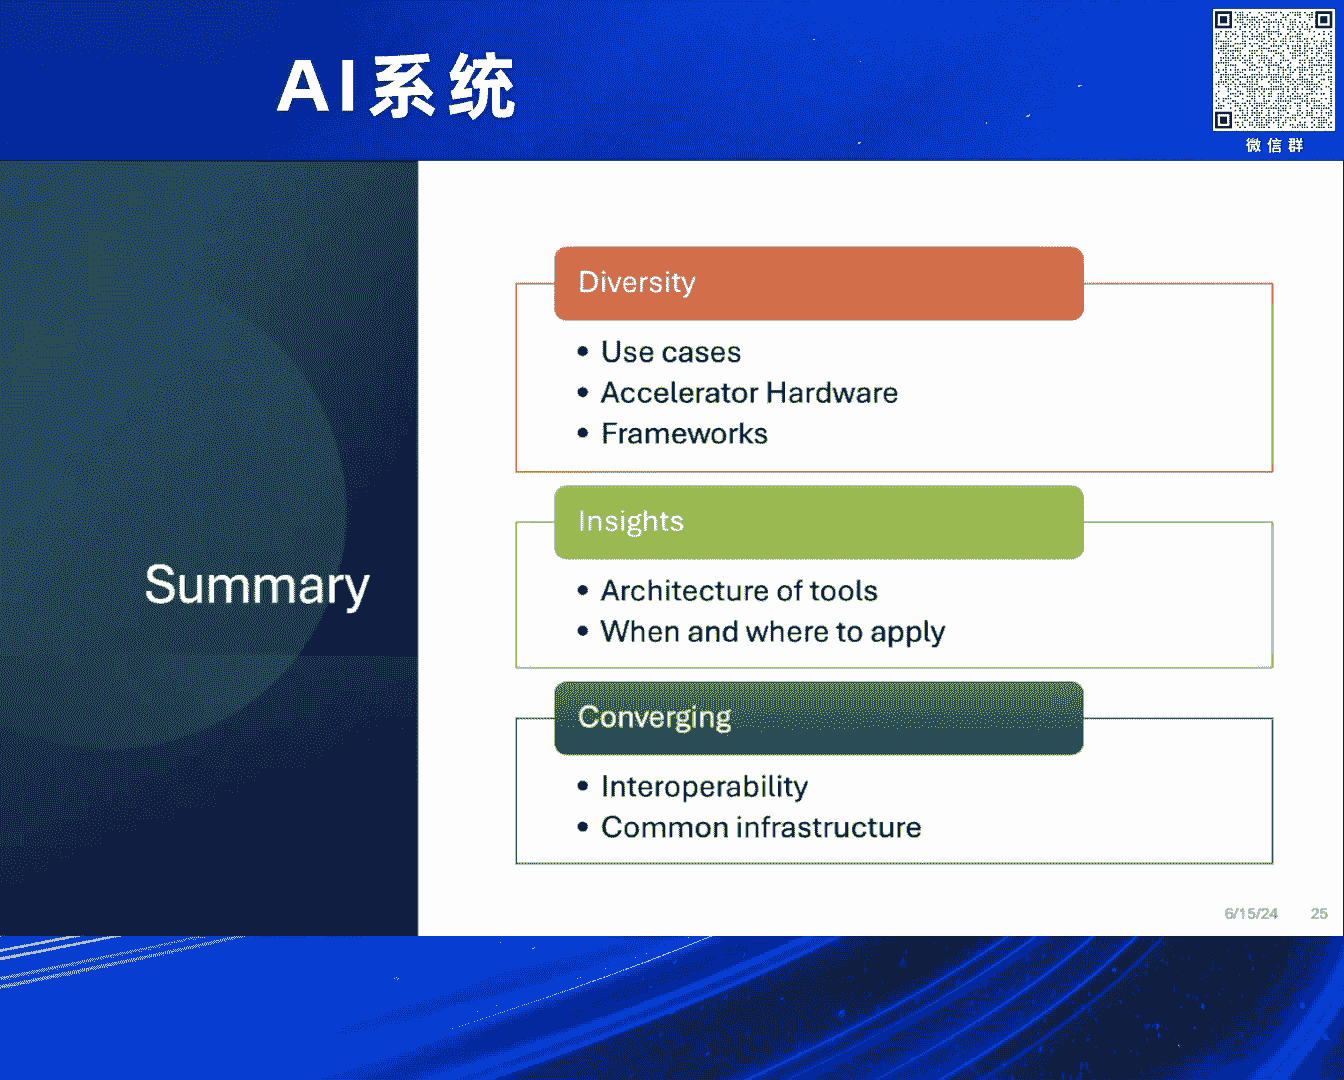 AI系统
微信群
Summary
Diversity
• Use cases
• Accelerator Hardware
• Frameworks
Insights
• Architecture of tools
• When and where to apply
Converging
• Interoperability
• Common infrastructure
6/15/24 25